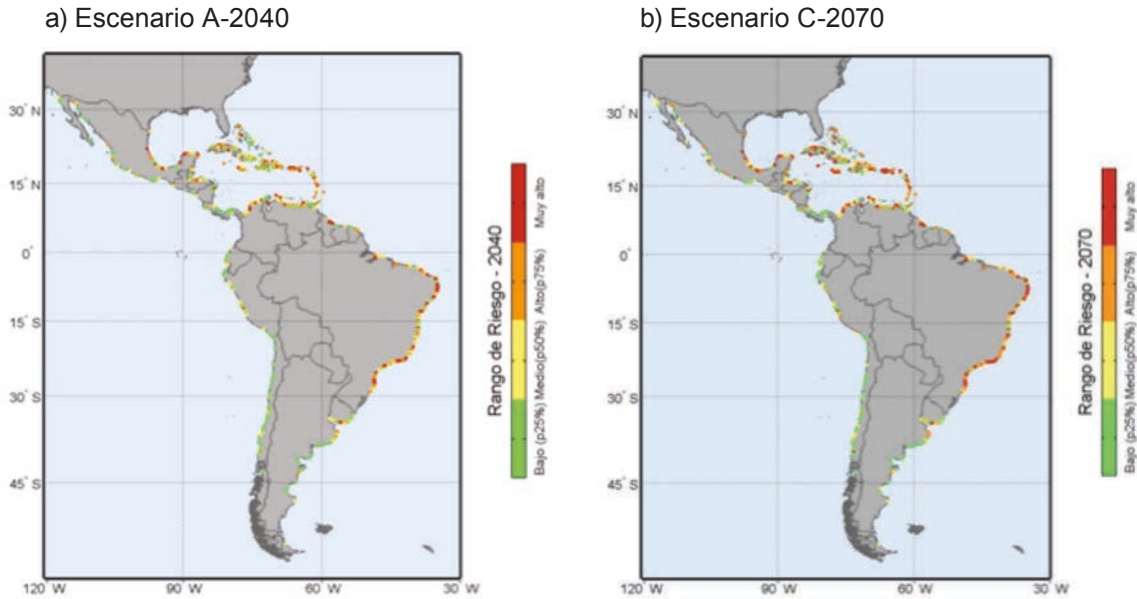 a) Escenario A-2040
b) Escenario C-2070
30° N
15° N
0°
15° S
30° S
45° S
120 W
90 W
60 W
30 W
Rango de Riesgo - 2040
Bajo (p25%) Medio(p50%) Alto(p75%) Muy alto
30° N
15° N
0°
15° S
30° S
45° S
120 W
90 W
60 W
30 W
Rango de Riesgo - 2070
Bajo (p25%) Medio(p50%) Alto(p75%) Muy alto